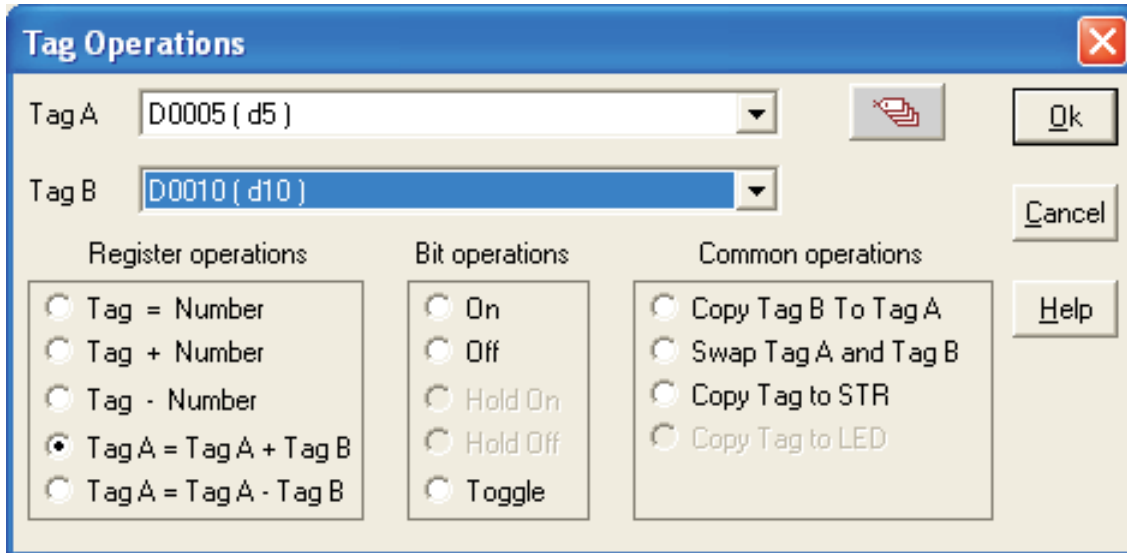 Tag Operations
Tag A
D0005 ( d5 )
Ok
Tag B
D0010 ( d10 )
Cancel
Register operations
Bit operations
Common operations
Tag = Number
On
Copy Tag B To Tag A
Help
Tag + Number
Off
Swap Tag A and Tag B
Tag - Number
Hold On
Copy Tag to STR
Tag A = Tag A + Tag B
Hold Off
Copy Tag to LED
Tag A = Tag A - Tag B
Toggle